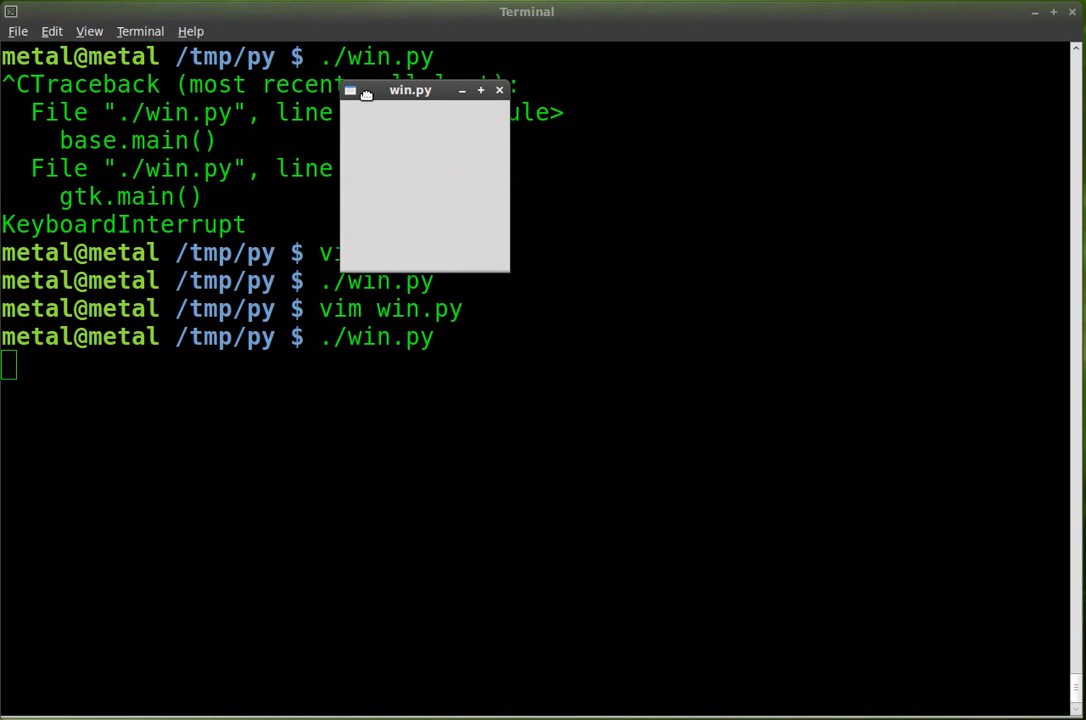 Terminal
File Edit View Terminal Help
metal@metal /tmp/py $ ./win.py
^CTraceback (most recent
File "./win.py", line
base.main()
File "./win.py", line
gtk.main()
KeyboardInterrupt
metal@metal /tmp/py $
metal@metal /tmp/py $ ./win.py
metal@metal /tmp/py $ vim win.py
metal@metal /tmp/py $ ./win.py
win.py